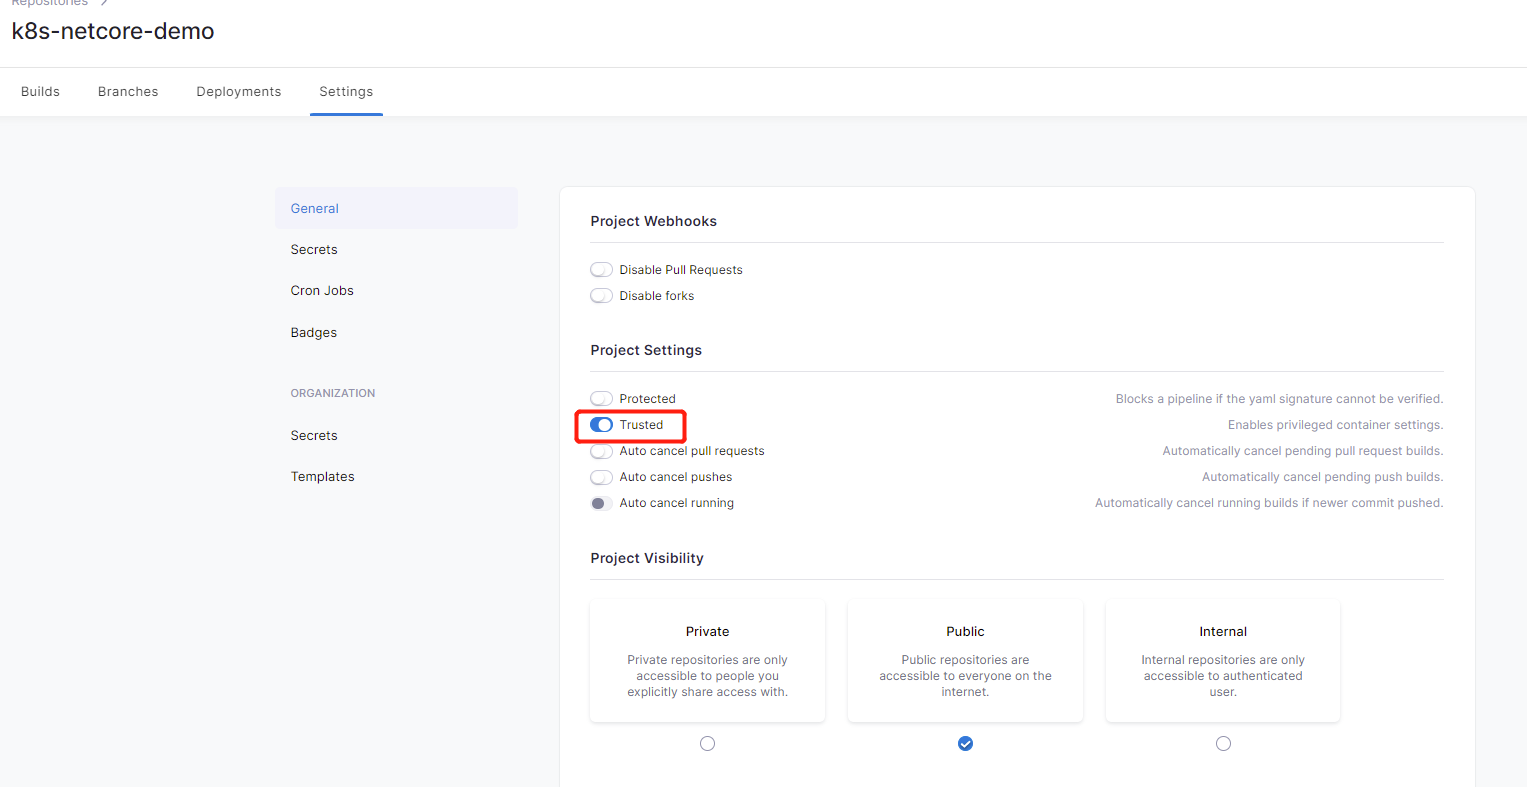 Repositories
k8s-netcore-demo
Builds
Branches
Deployments
Settings
General
Secrets
Cron Jobs
Badges
ORGANIZATION
Secrets
Templates
Project Webhooks
Disable Pull Requests
Disable forks
Project Settings
Protected
Blocks a pipeline if the yaml signature cannot be verified.
Trusted
Enables privileged container settings.
Auto cancel pull requests
Automatically cancel pending pull request builds.
Auto cancel pushes
Automatically cancel pending push builds.
Auto cancel running
Automatically cancel running builds if newer commit pushed.
Project Visibility
Private
Private repositories are only
accessible to people you
explicitly share access with.
Public
Public repositories are
accessible to everyone on the
internet.
Internal
Internal repositories are only
accessible to authenticated
user.